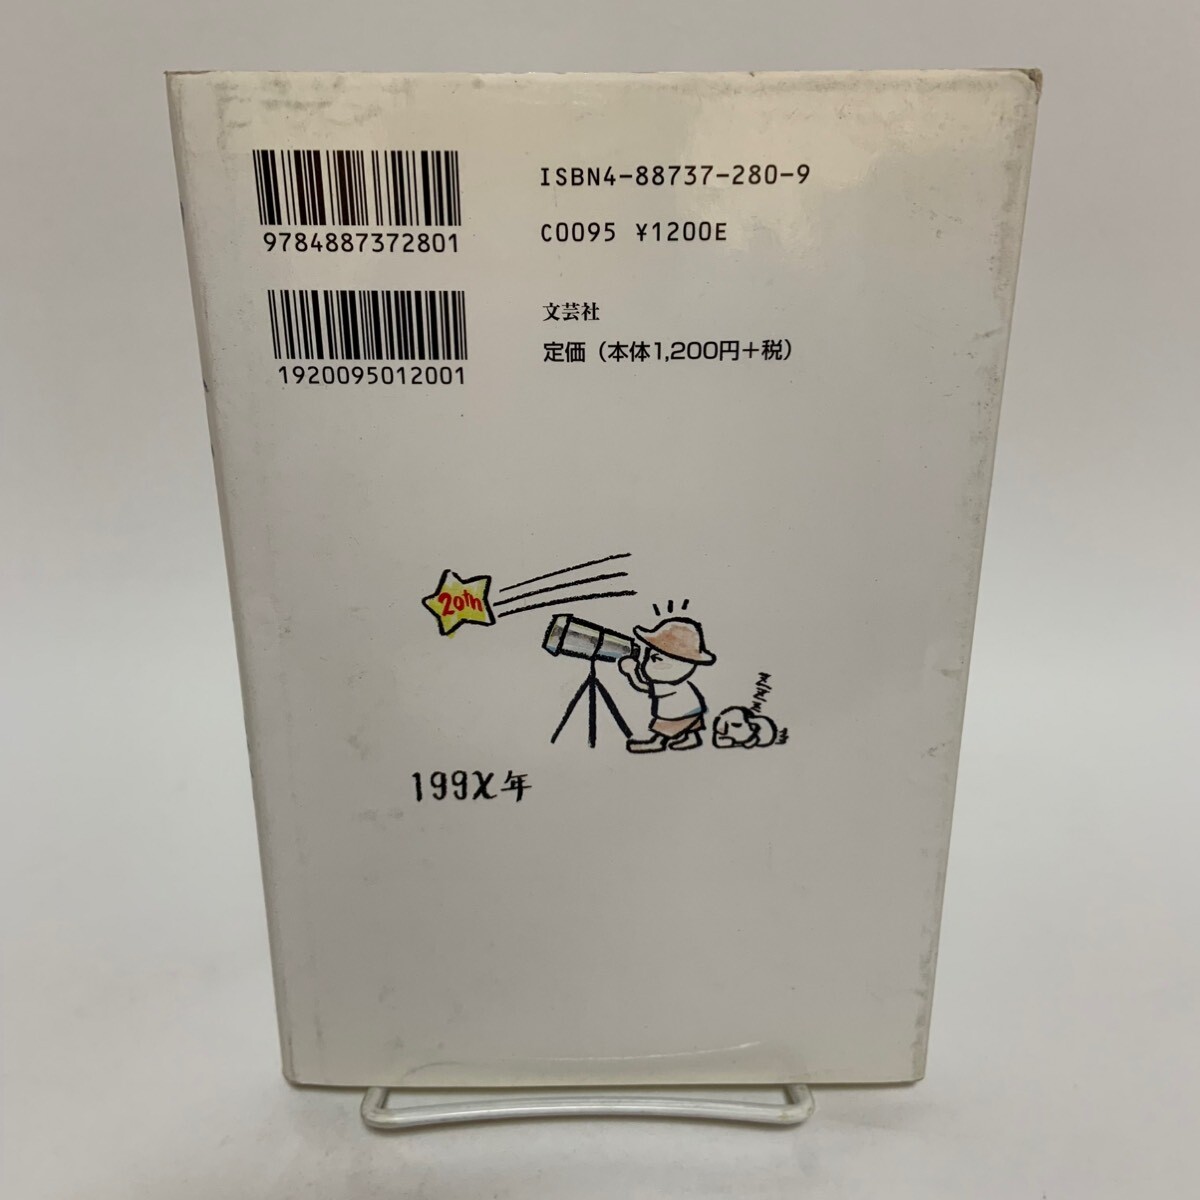 ISBN4-88737-280-9
9784887372801
C0095 ¥1200E
文芸社
定価（本体1,200円＋税）
1920095012001
20th
zzzz
199X年